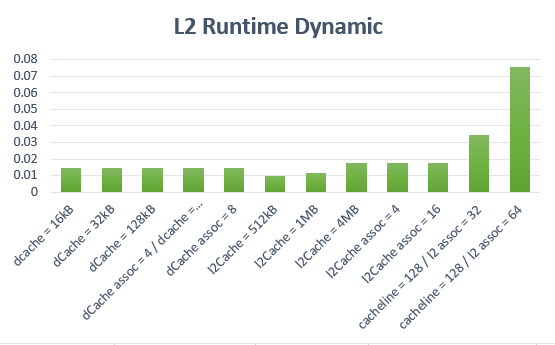 L2 Runtime Dynamic
0.08
0.07
0.06
0.05
0.04
0.03
0.02
0.01
0
dcache = 16kB
dCache = 32kB
dCache = 128kB
dCache assoc = 4 / dcache =...
dCache assoc = 8
l2Cache = 512kB
l2Cache = 1MB
l2Cache = 4MB
l2Cache assoc = 4
l2Cache assoc = 16
cacheline = 128 / l2 assoc = 32
cacheline = 128 / l2 assoc = 64